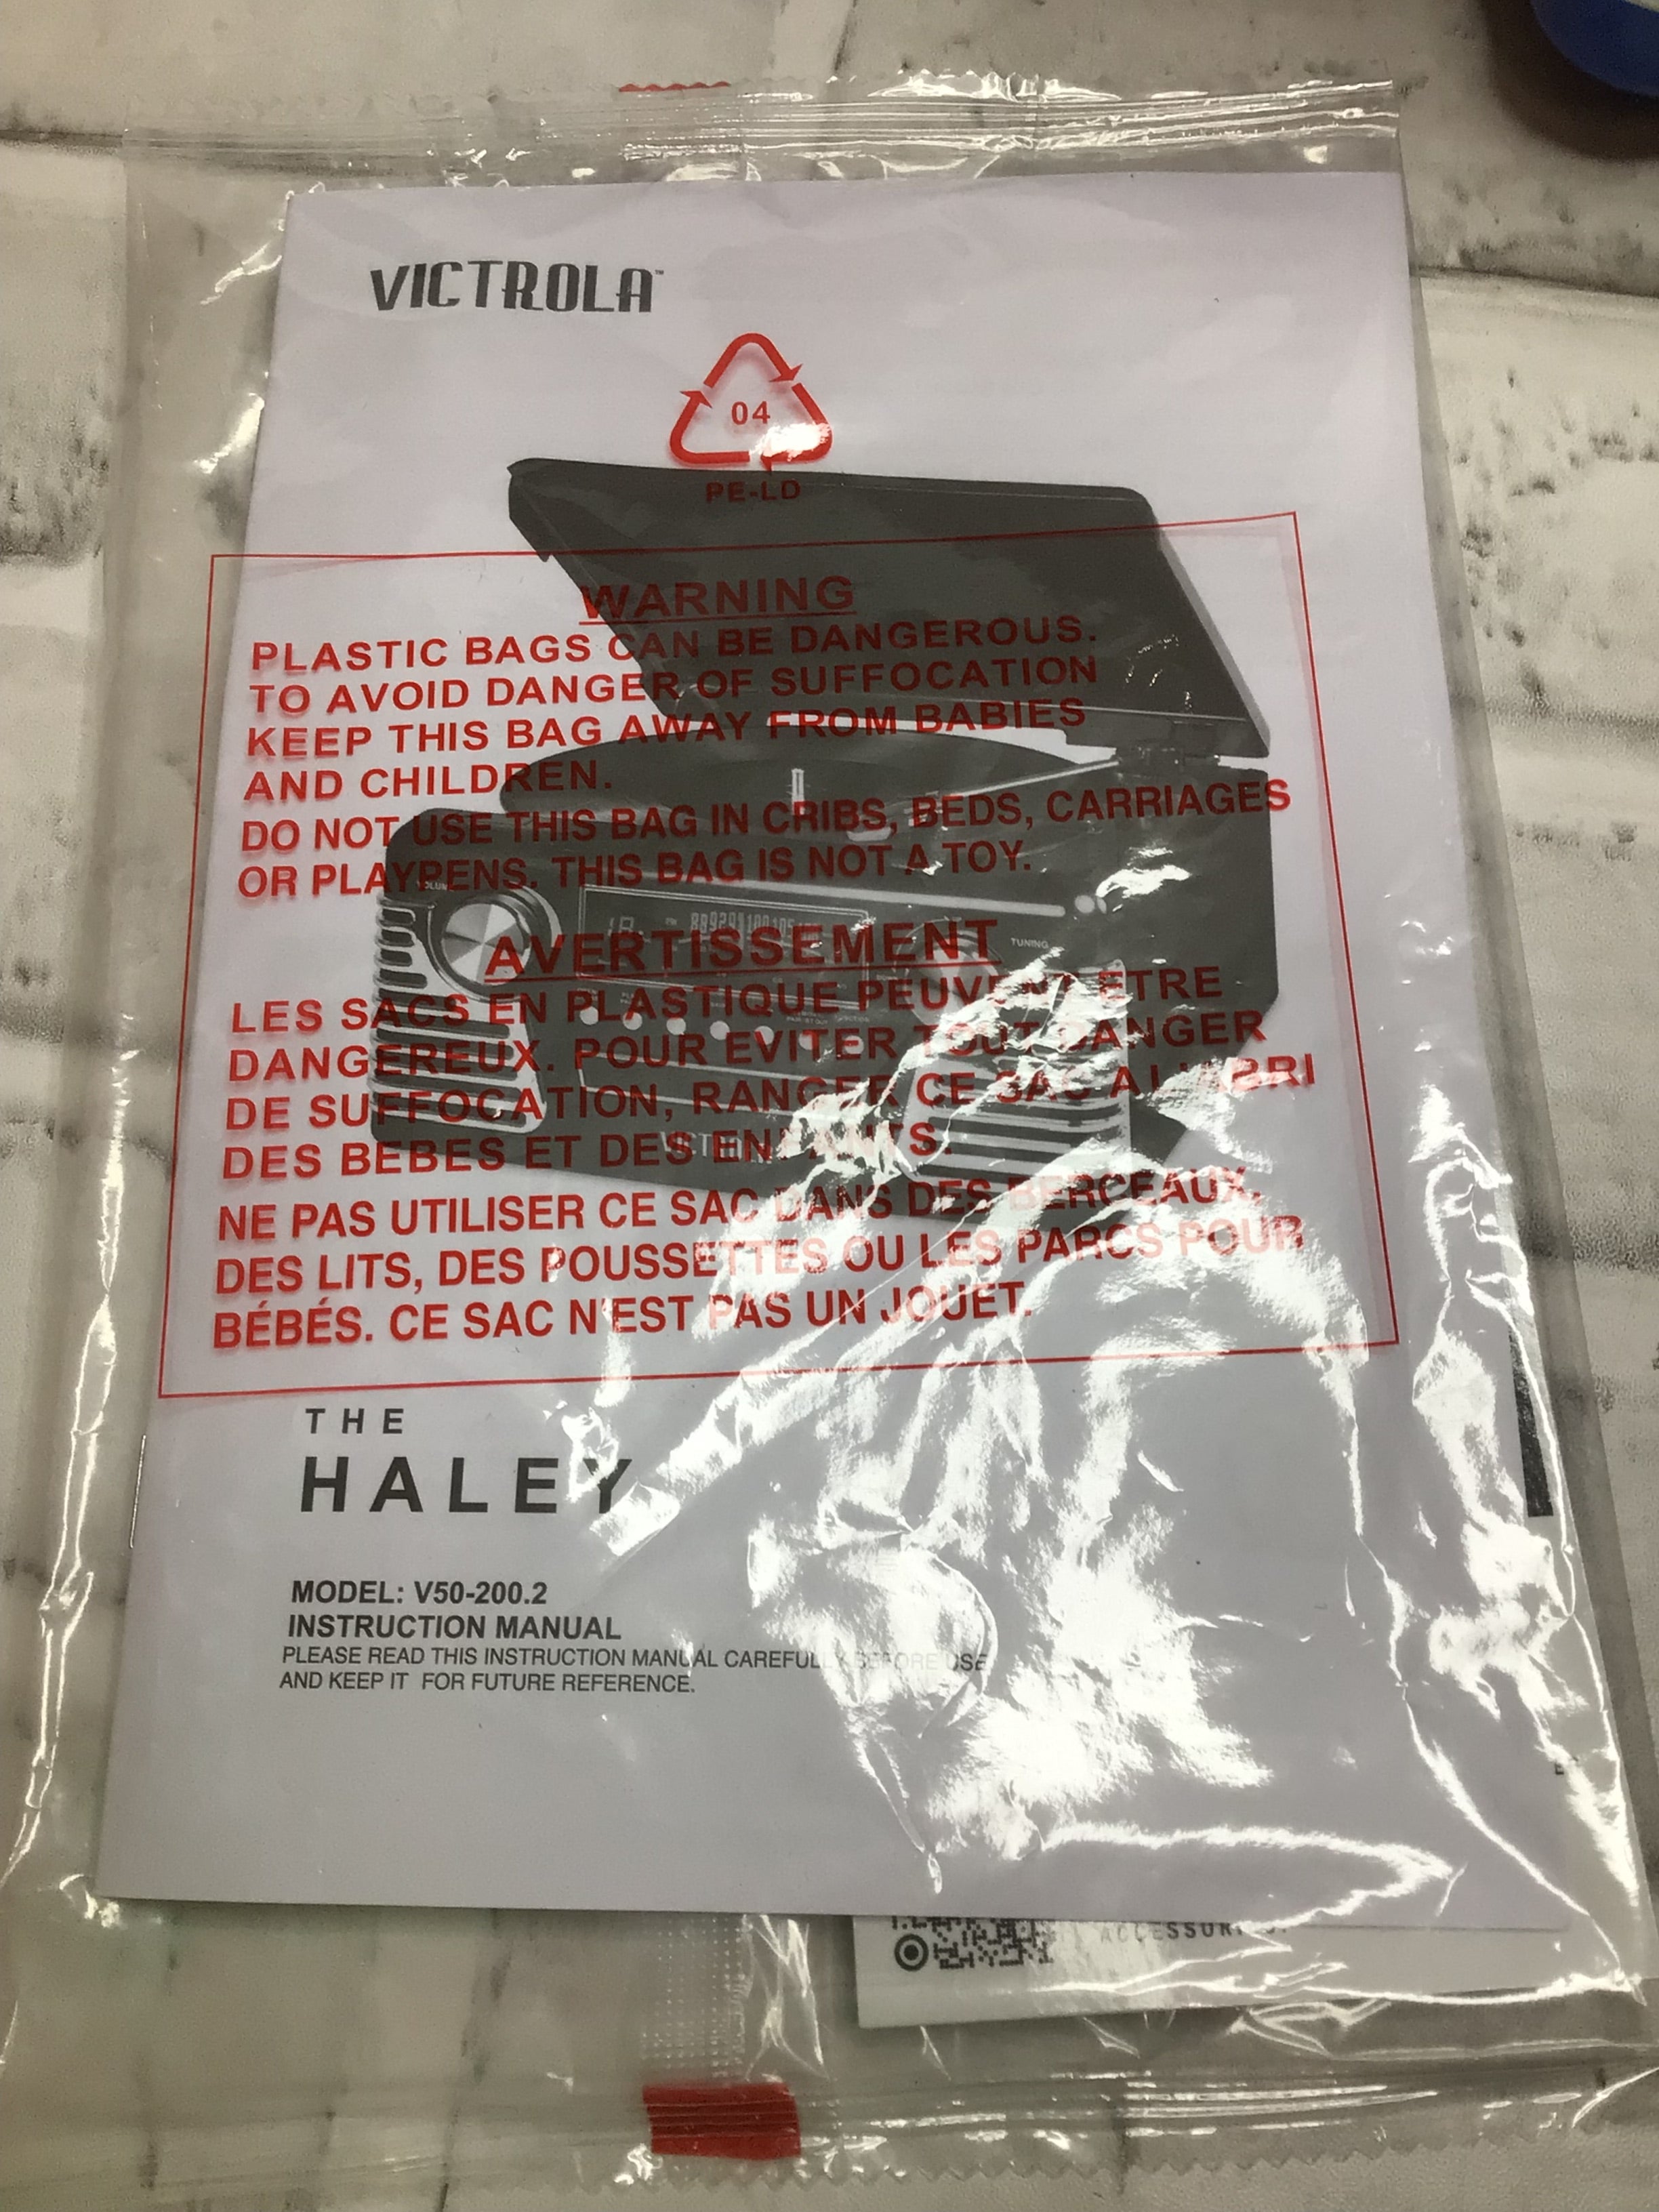 VICTROLA™
04
PE-LD
WARNING
PLASTIC BAGS CAN BE DANGEROUS.
TO AVOID DANGER OF SUFFOCATION
KEEP THIS BAG AWAY FROM BABIES
AND CHILDREN.
DO NOT USE THIS BAG IN CRIBS, BEDS, CARRIAGES
OR PLAYPENS. THIS BAG IS NOT A TOY.
VOLUME
TUNING
AVERTISSEMENT
LES SACS EN PLASTIQUE PEUVENT ETRE
DANGEREUX. POUR EVITER TOUT DANGER
DE SUFFOCATION, RANGER CE SAC A L'ABRI
DES BEBES ET DES ENFANTS.
VICTROLA
NE PAS UTILISER CE SAC DANS DES BERCEAUX,
DES LITS, DES POUSSETTES OU LES PARCS POUR
BÉBÉS. CE SAC N'EST PAS UN JOUET.
THE
HALEY
MODEL: V50-200.2
INSTRUCTION MANUAL
PLEASE READ THIS INSTRUCTION MANUAL CAREFULLY BEFORE USE
AND KEEP IT FOR FUTURE REFERENCE.